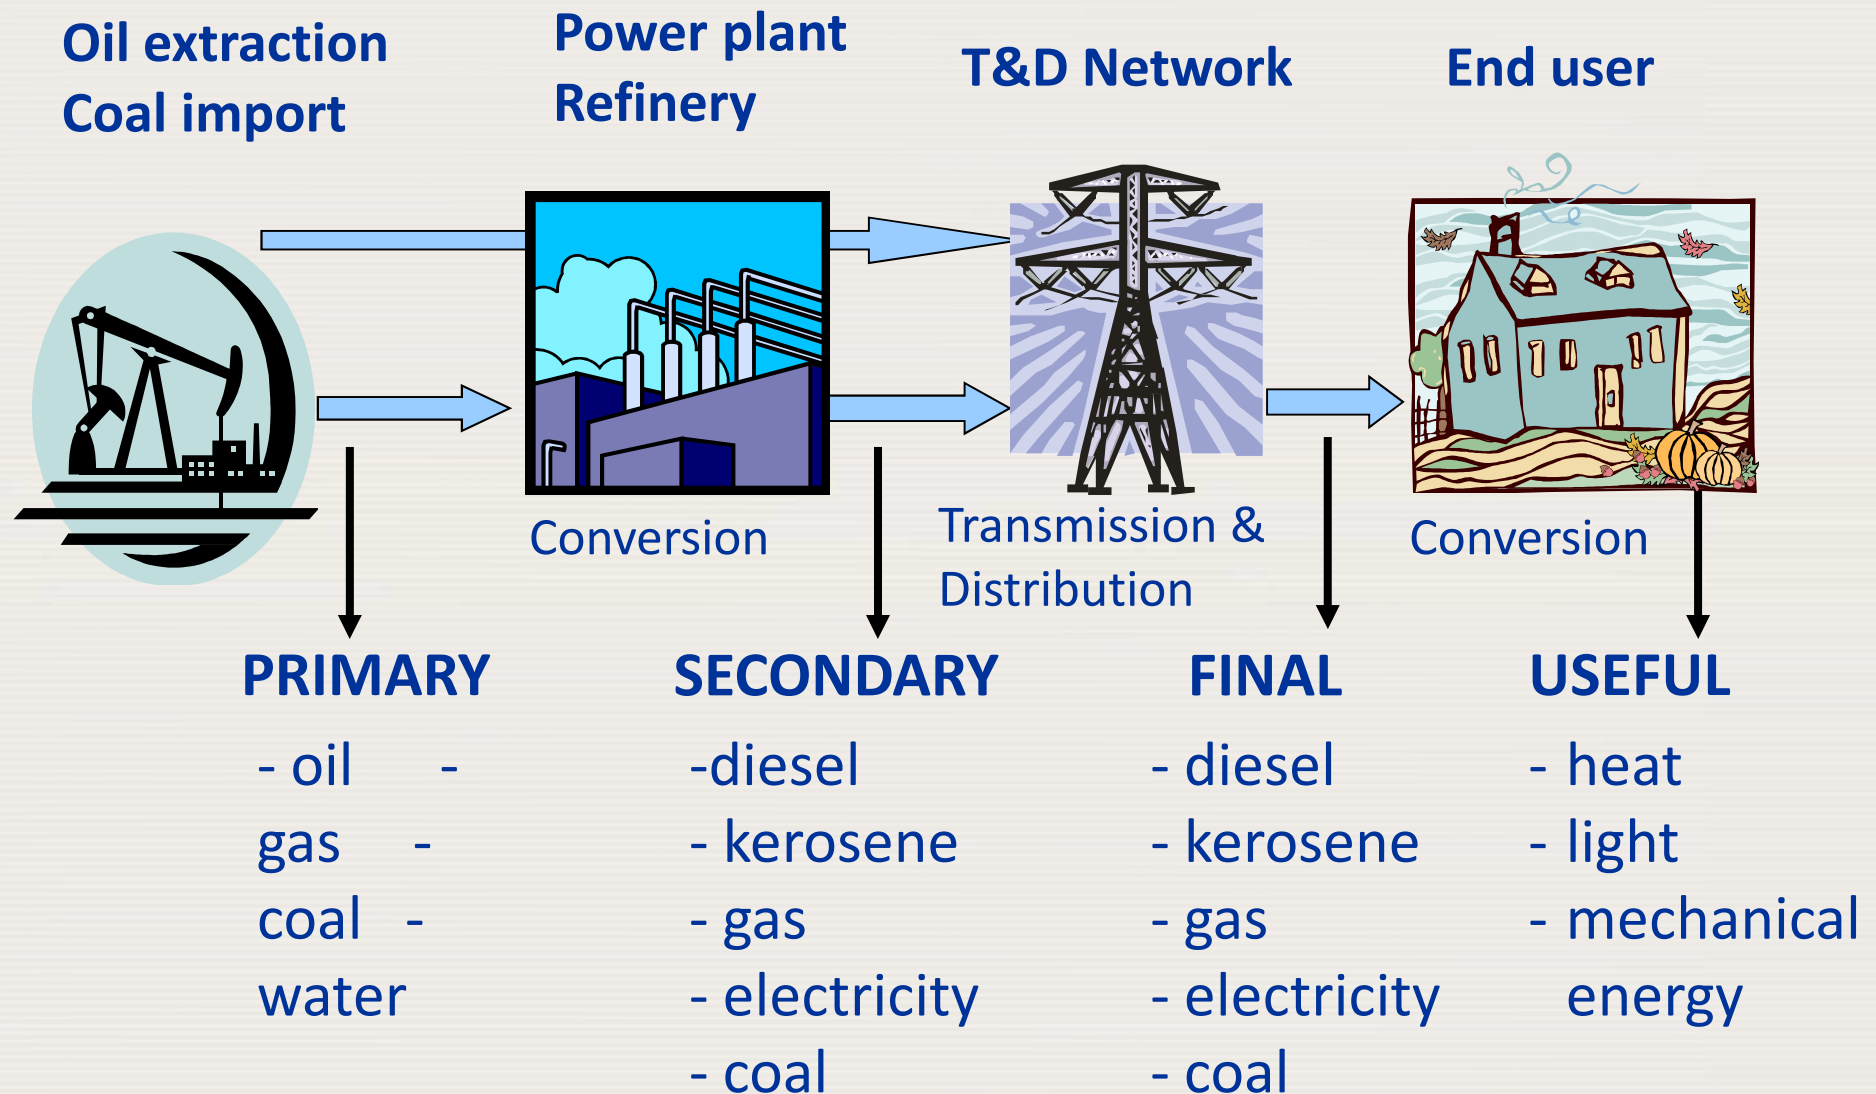 Oil extraction
Coal import
Power plant
Refinery
T&D Network
End user
Conversion
Transmission &
Distribution
Conversion
PRIMARY
- oil -
gas -
coal -
water
SECONDARY
-diesel
- kerosene
- gas
- electricity
- coal
FINAL
- diesel
- kerosene
- gas
- electricity
- coal
USEFUL
- heat
- light
- mechanical
energy